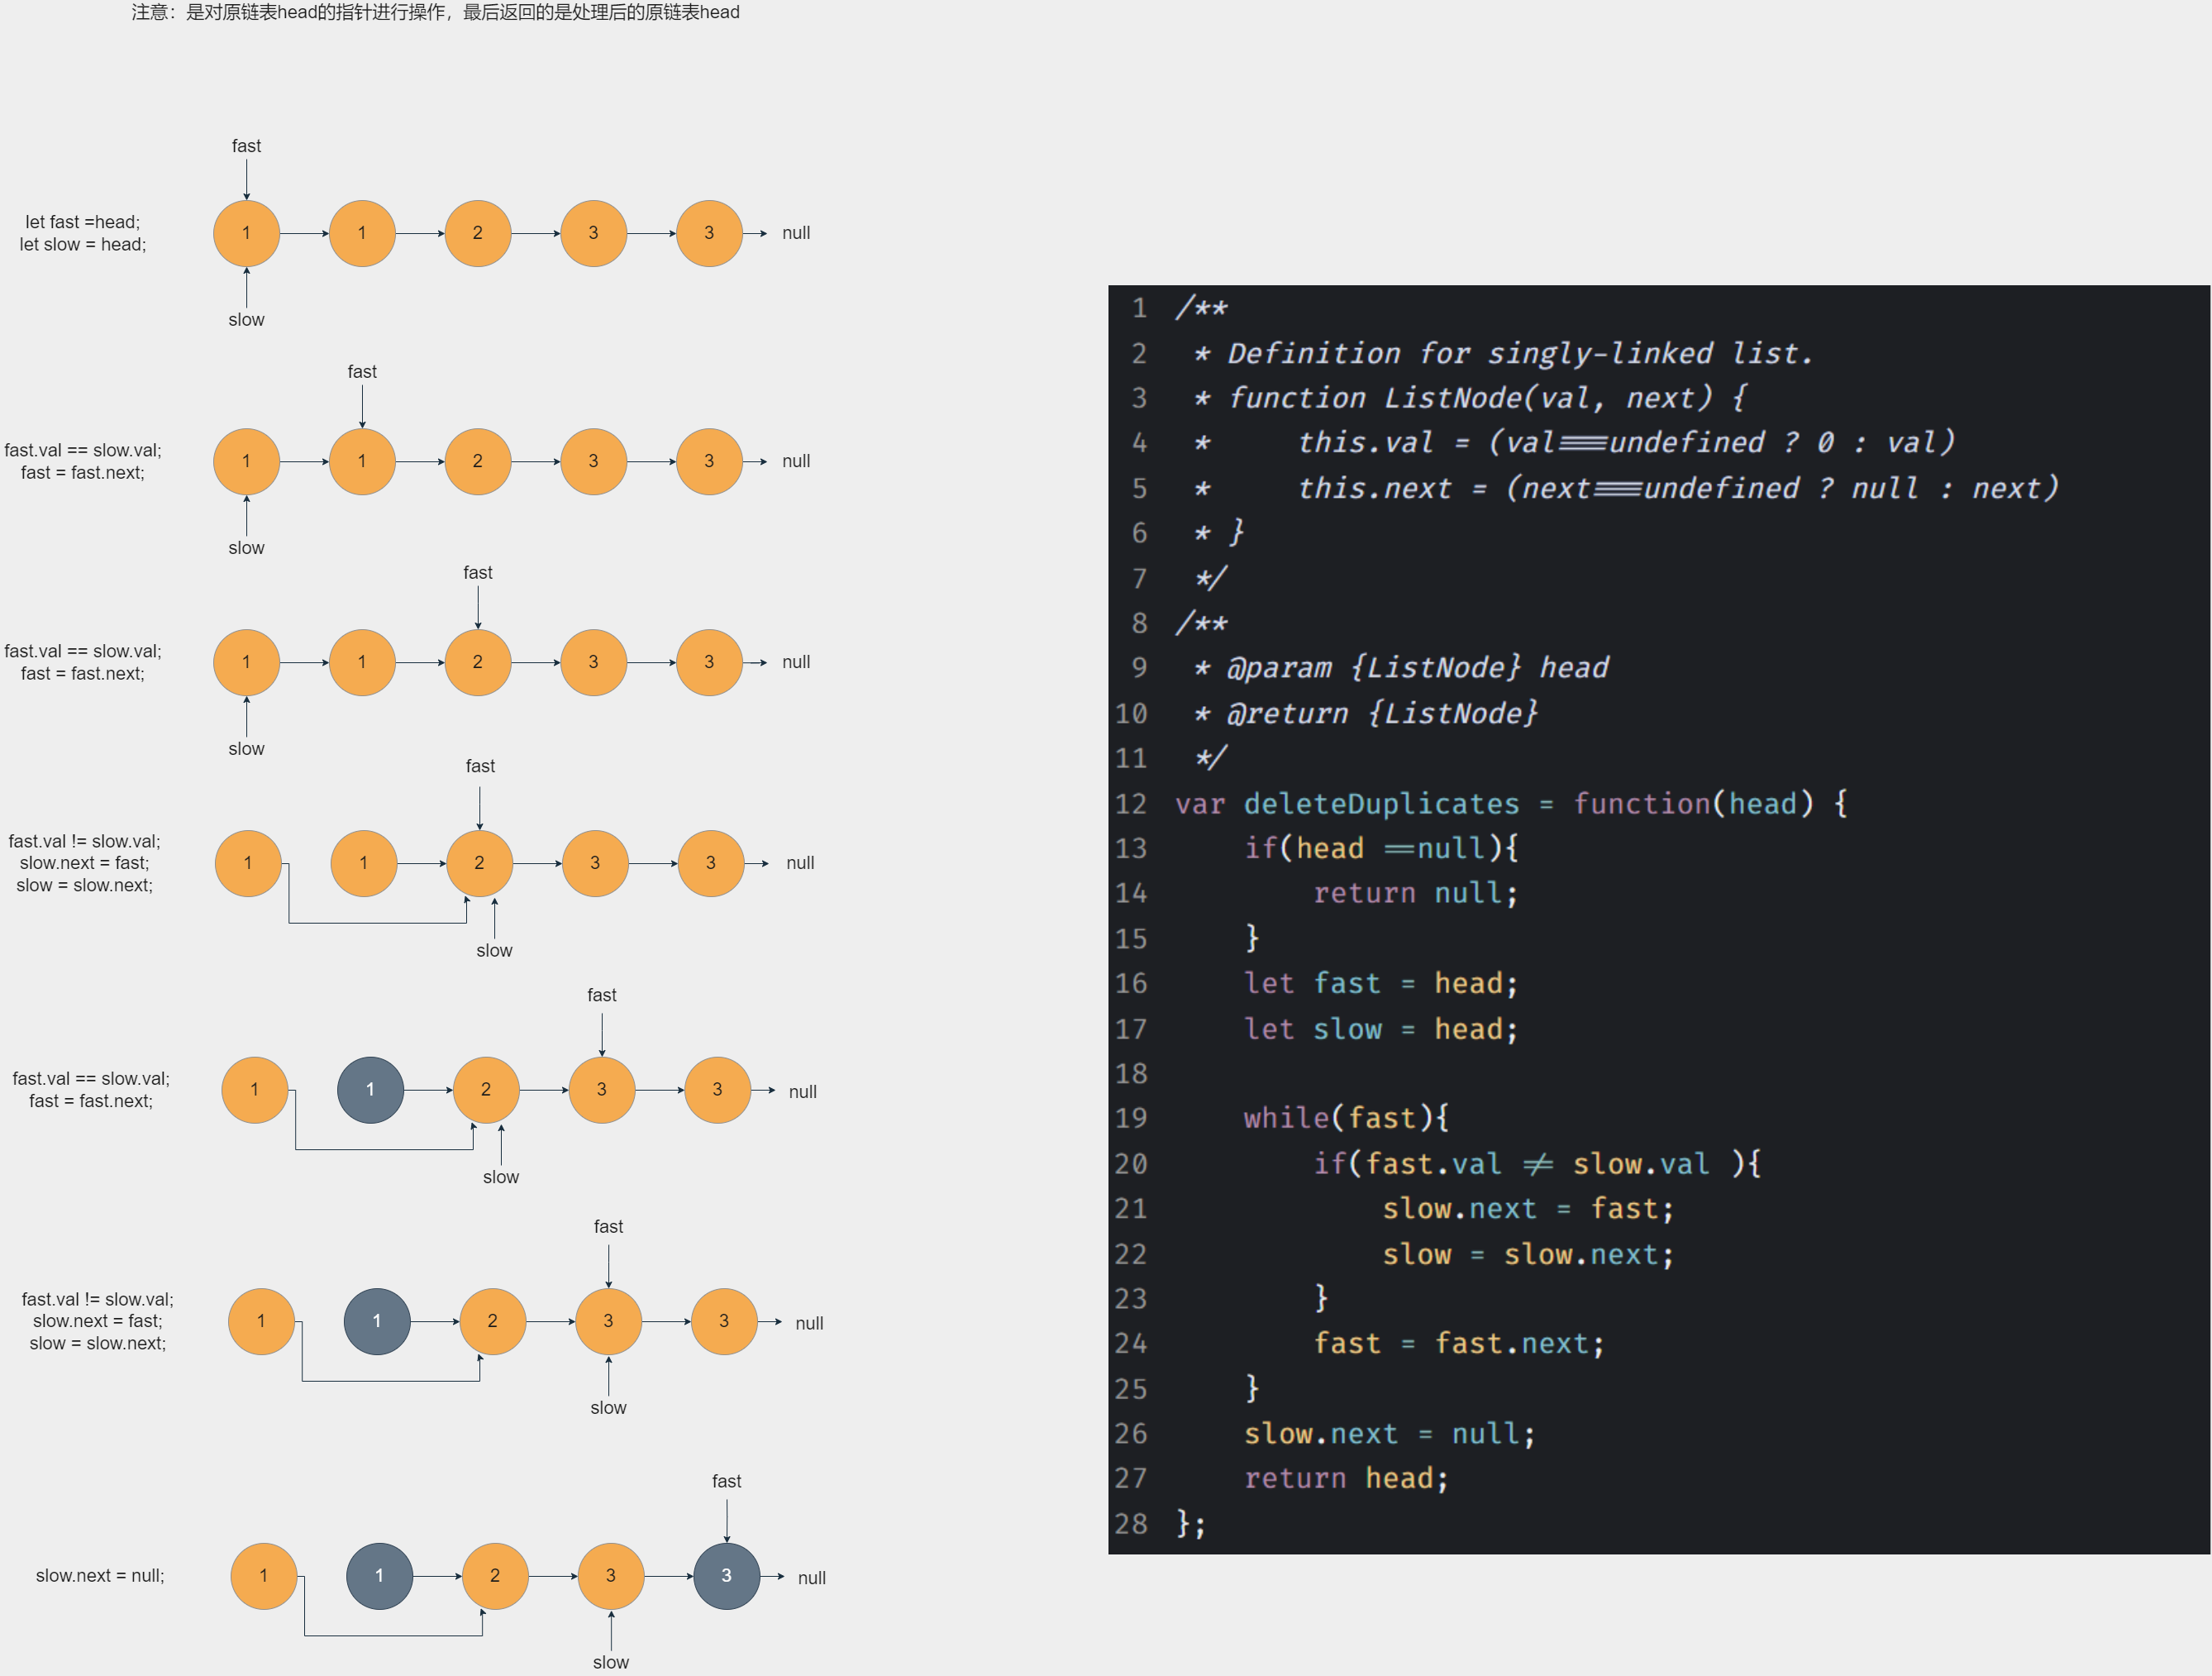 注意：是对原链表head的指针进行操作，最后返回的是处理后的原链表head
fast
let fast =head;
let slow = head;
1 1 2 3 3 null
slow
fast
fast.val == slow.val;
fast = fast.next;
1 1 2 3 3 null
slow
fast
fast.val == slow.val;
fast = fast.next;
1 1 2 3 3 null
slow
fast
fast.val != slow.val;
slow.next = fast;
slow = slow.next;
1 1 2 3 3 null
slow
fast
fast.val == slow.val;
fast = fast.next;
1 1 2 3 3 null
slow
fast
fast.val != slow.val;
slow.next = fast;
slow = slow.next;
1 1 2 3 3 null
slow
fast
slow.next = null;
1 1 2 3 3 null
slow
1 /**
2  * Definition for singly-linked list.
3  * function ListNode(val, next) {
4  *     this.val = (val===undefined ? 0 : val)
5  *     this.next = (next===undefined ? null : next)
6  * }
7  */
8 /**
9  * @param {ListNode} head
10  * @return {ListNode}
11  */
12 var deleteDuplicates = function(head) {
13     if(head ==null){
14         return null;
15     }
16     let fast = head;
17     let slow = head;
18
19     while(fast){
20         if(fast.val != slow.val ){
21             slow.next = fast;
22             slow = slow.next;
23         }
24         fast = fast.next;
25     }
26     slow.next = null;
27     return head;
28 };